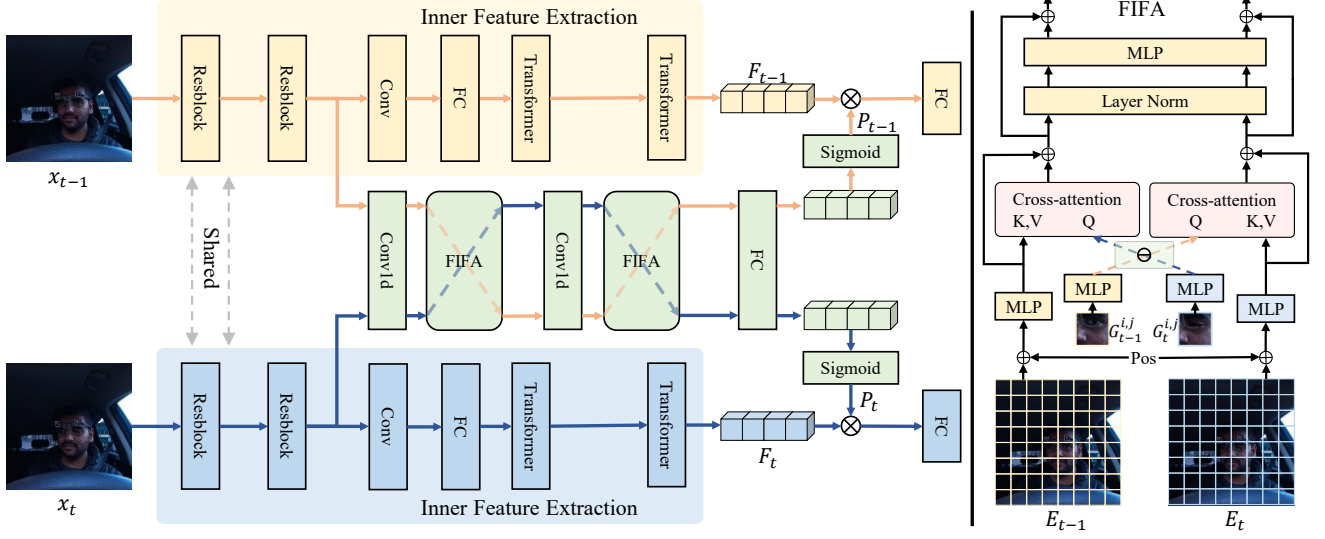 Inner Feature Extraction
x_{t-1}
Resblock
Resblock
Conv
FC
Transformer
Transformer
F_{t-1}
P_{t-1}
FC
Sigmoid
Shared
Conv1d
FIFA
Conv1d
FIFA
FC
Sigmoid
P_t
x_t
Resblock
Resblock
Conv
FC
Transformer
Transformer
F_t
FC
Inner Feature Extraction
FIFA
MLP
Layer Norm
Cross-attention
K,V Q
Cross-attention
Q K,V
MLP
MLP
MLP
MLP
G_{t-1}^{i,j}
G_t^{i,j}
Pos
E_{t-1}
E_t